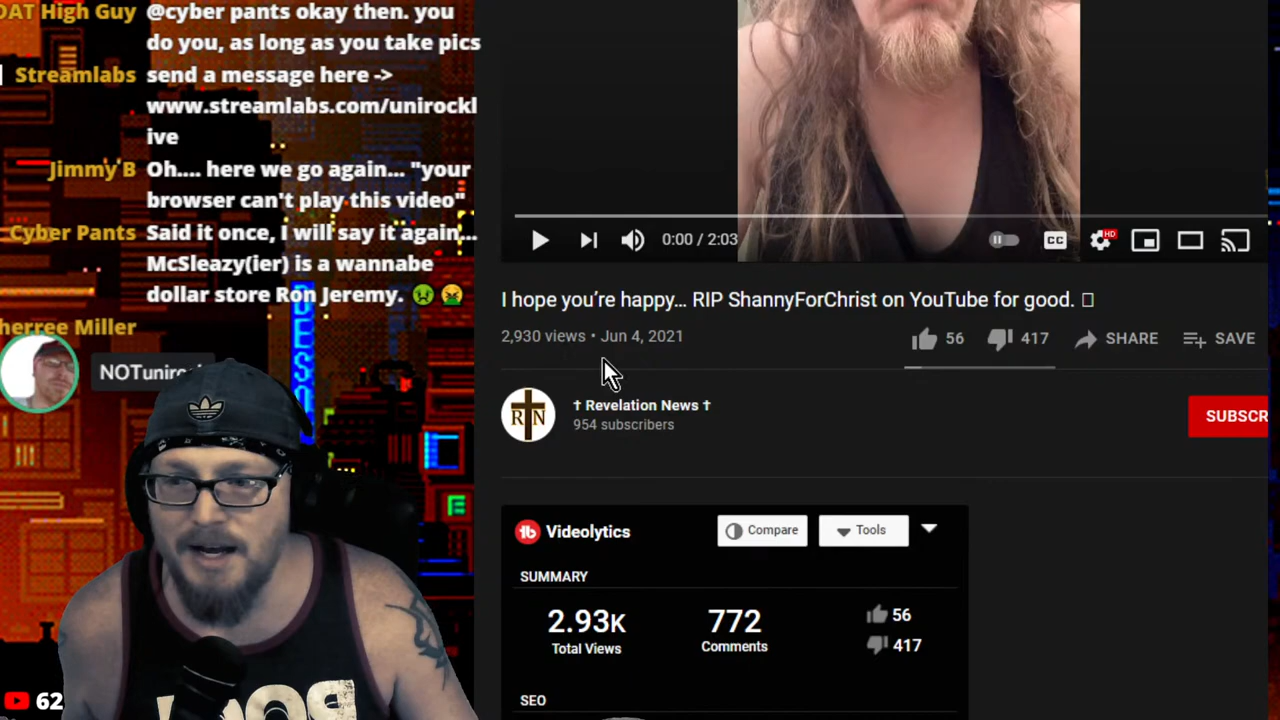 DAT High Guy @cyber pants okay then. you
do you, as long as you take pics
Streamlabs send a message here ->
www.streamlabs.com/unirockl
ive
Jimmy B Oh.... here we go again... "your
browser can't play this video"
Cyber Pants Said it once, I will say it again...
McSleazy(ier) is a wannabe
dollar store Ron Jeremy. 🤢🤮
herree Miller
0:00 / 2:03
CC
HD
I hope you're happy... RIP ShannyForChrist on YouTube for good.
2,930 views • Jun 4, 2021
56
417
SHARE
SAVE
RN
† Revelation News †
954 subscribers
SUBSCR
Videolytics
Compare
Tools
SUMMARY
2.93K
772
56
Total Views
Comments
417
SEO
62